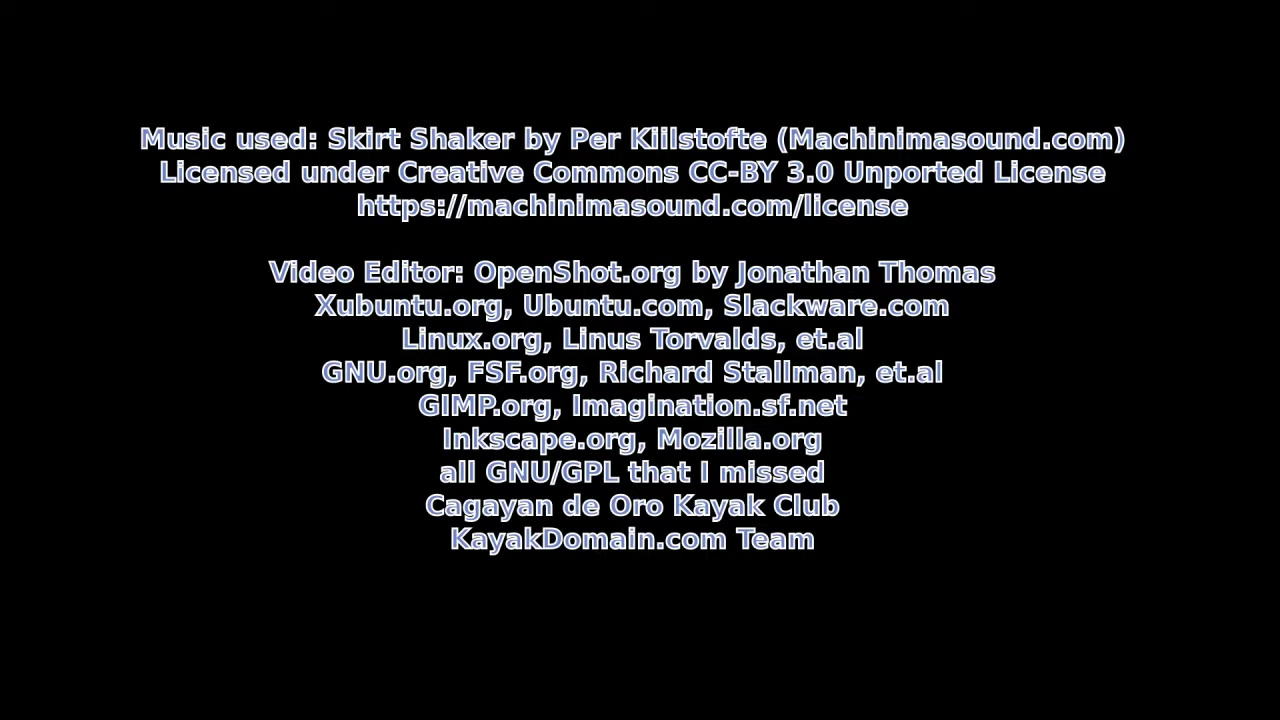 Music used: Skirt Shaker by Per Kiilstofte (Machinimasound.com)
Licensed under Creative Commons CC-BY 3.0 Unported License
https://machinimasound.com/license
Video Editor: OpenShot.org by Jonathan Thomas
Xubuntu.org, Ubuntu.com, Slackware.com
Linux.org, Linus Torvalds, et.al
GNU.org, FSF.org, Richard Stallman, et.al
GIMP.org, Imagination.sf.net
Inkscape.org, Mozilla.org
all GNU/GPL that I missed
Cagayan de Oro Kayak Club
KayakDomain.com Team